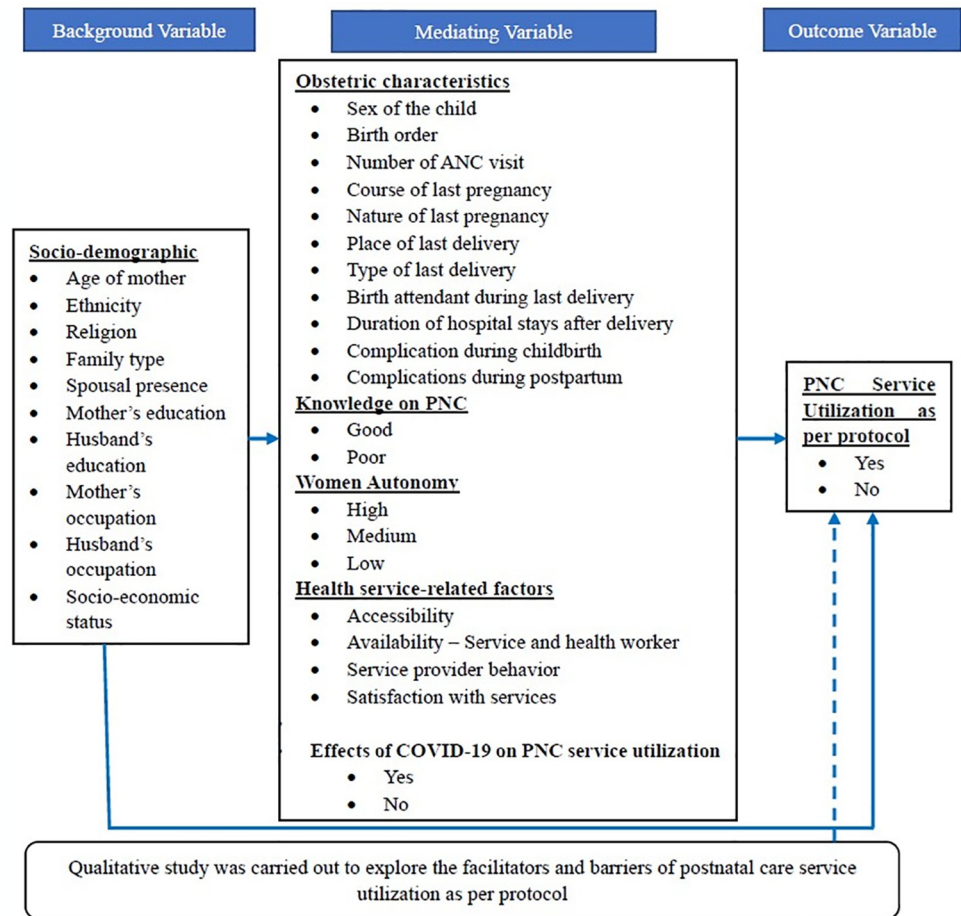 Background Variable
Mediating Variable
Outcome Variable
Socio-demographic
• Age of mother
• Ethnicity
• Religion
• Family type
• Spousal presence
• Mother's education
• Husband's
education
• Mother's
occupation
• Husband's
occupation
• Socio-economic
status
Obstetric characteristics
• Sex of the child
• Birth order
• Number of ANC visit
• Course of last pregnancy
• Nature of last pregnancy
• Place of last delivery
• Type of last delivery
• Birth attendant during last delivery
• Duration of hospital stays after delivery
• Complication during childbirth
• Complications during postpartum
Knowledge on PNC
• Good
• Poor
Women Autonomy
• High
• Medium
• Low
Health service-related factors
• Accessibility
• Availability – Service and health worker
• Service provider behavior
• Satisfaction with services
Effects of COVID-19 on PNC service utilization
• Yes
• No
PNC Service
Utilization as
per protocol
• Yes
• No
Qualitative study was carried out to explore the facilitators and barriers of postnatal care service
utilization as per protocol